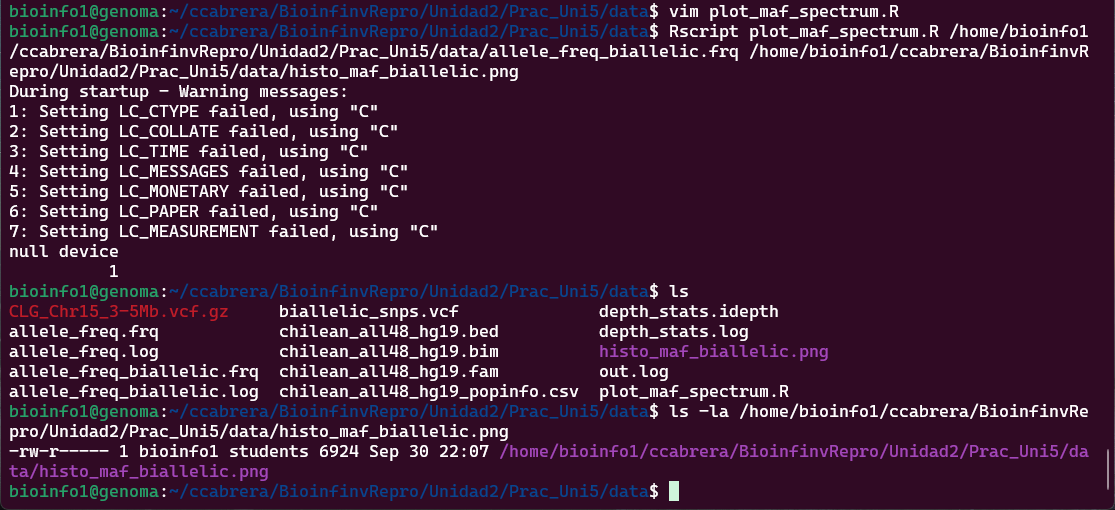 bioinfo1@genoma:~/ccabrera/BioinfinvRepro/Unidad2/Prac_Uni5/data$ vim plot_maf_spectrum.R
bioinfo1@genoma:~/ccabrera/BioinfinvRepro/Unidad2/Prac_Uni5/data$ Rscript plot_maf_spectrum.R /home/bioinfo1
/ccabrera/BioinfinvRepro/Unidad2/Prac_Uni5/data/allele_freq_biallelic.frq /home/bioinfo1/ccabrera/BioinfinvR
epro/Unidad2/Prac_Uni5/data/histo_maf_biallelic.png
During startup - Warning messages:
1: Setting LC_CTYPE failed, using "C"
2: Setting LC_COLLATE failed, using "C"
3: Setting LC_TIME failed, using "C"
4: Setting LC_MESSAGES failed, using "C"
5: Setting LC_MONETARY failed, using "C"
6: Setting LC_PAPER failed, using "C"
7: Setting LC_MEASUREMENT failed, using "C"
null device
          1
bioinfo1@genoma:~/ccabrera/BioinfinvRepro/Unidad2/Prac_Uni5/data$ ls
CLG_Chr15_3-5Mb.vcf.gz     biallelic_snps.vcf              depth_stats.idepth
allele_freq.frq            chilean_all48_hg19.bed          depth_stats.log
allele_freq.log            chilean_all48_hg19.bim          histo_maf_biallelic.png
allele_freq_biallelic.frq  chilean_all48_hg19.fam          out.log
allele_freq_biallelic.log  chilean_all48_hg19_popinfo.csv  plot_maf_spectrum.R
bioinfo1@genoma:~/ccabrera/BioinfinvRepro/Unidad2/Prac_Uni5/data$ ls -la /home/bioinfo1/ccabrera/BioinfinvRe
pro/Unidad2/Prac_Uni5/data/histo_maf_biallelic.png
-rw-r----- 1 bioinfo1 students 6924 Sep 30 22:07 /home/bioinfo1/ccabrera/BioinfinvRepro/Unidad2/Prac_Uni5/da
ta/histo_maf_biallelic.png
bioinfo1@genoma:~/ccabrera/BioinfinvRepro/Unidad2/Prac_Uni5/data$